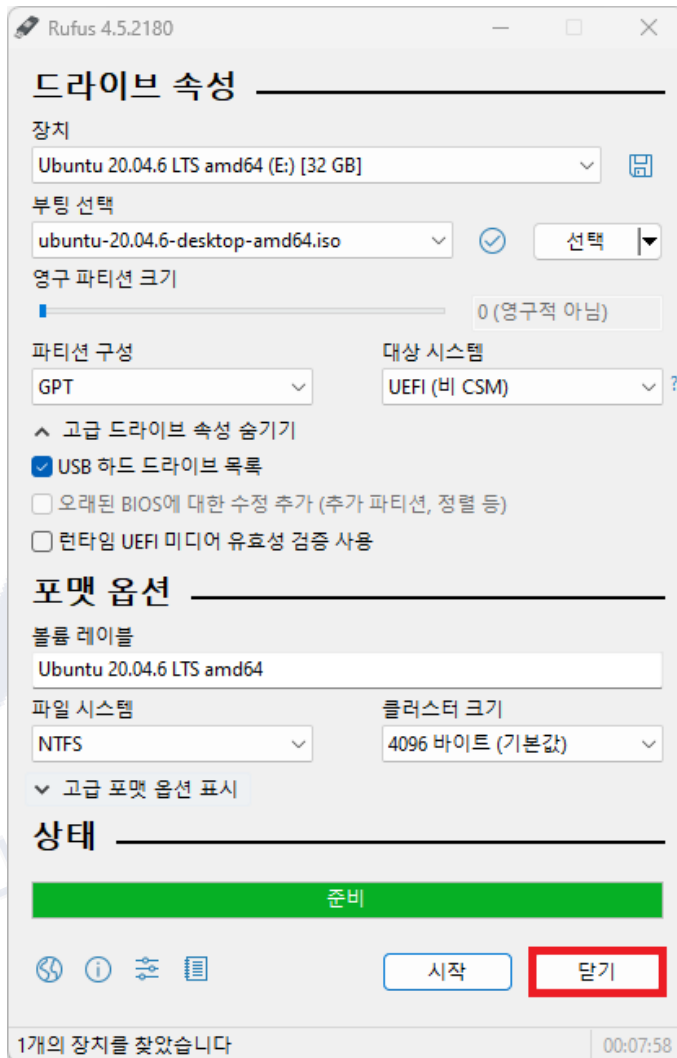 Rufus 4.5.2180
드라이브 속성
장치
Ubuntu 20.04.6 LTS amd64 (E:) [32 GB]
부팅 선택
ubuntu-20.04.6-desktop-amd64.iso
선택
영구 파티션 크기
0 (영구적 아님)
파티션 구성
대상 시스템
GPT
UEFI (비 CSM)
?
고급 드라이브 속성 숨기기
USB 하드 드라이브 목록
오래된 BIOS에 대한 수정 추가 (추가 파티션, 정렬 등)
런타임 UEFI 미디어 유효성 검증 사용
포맷 옵션
볼륨 레이블
Ubuntu 20.04.6 LTS amd64
파일 시스템
클러스터 크기
NTFS
4096 바이트 (기본값)
고급 포맷 옵션 표시
상태
준비
시작
닫기
1개의 장치를 찾았습니다
00:07:58